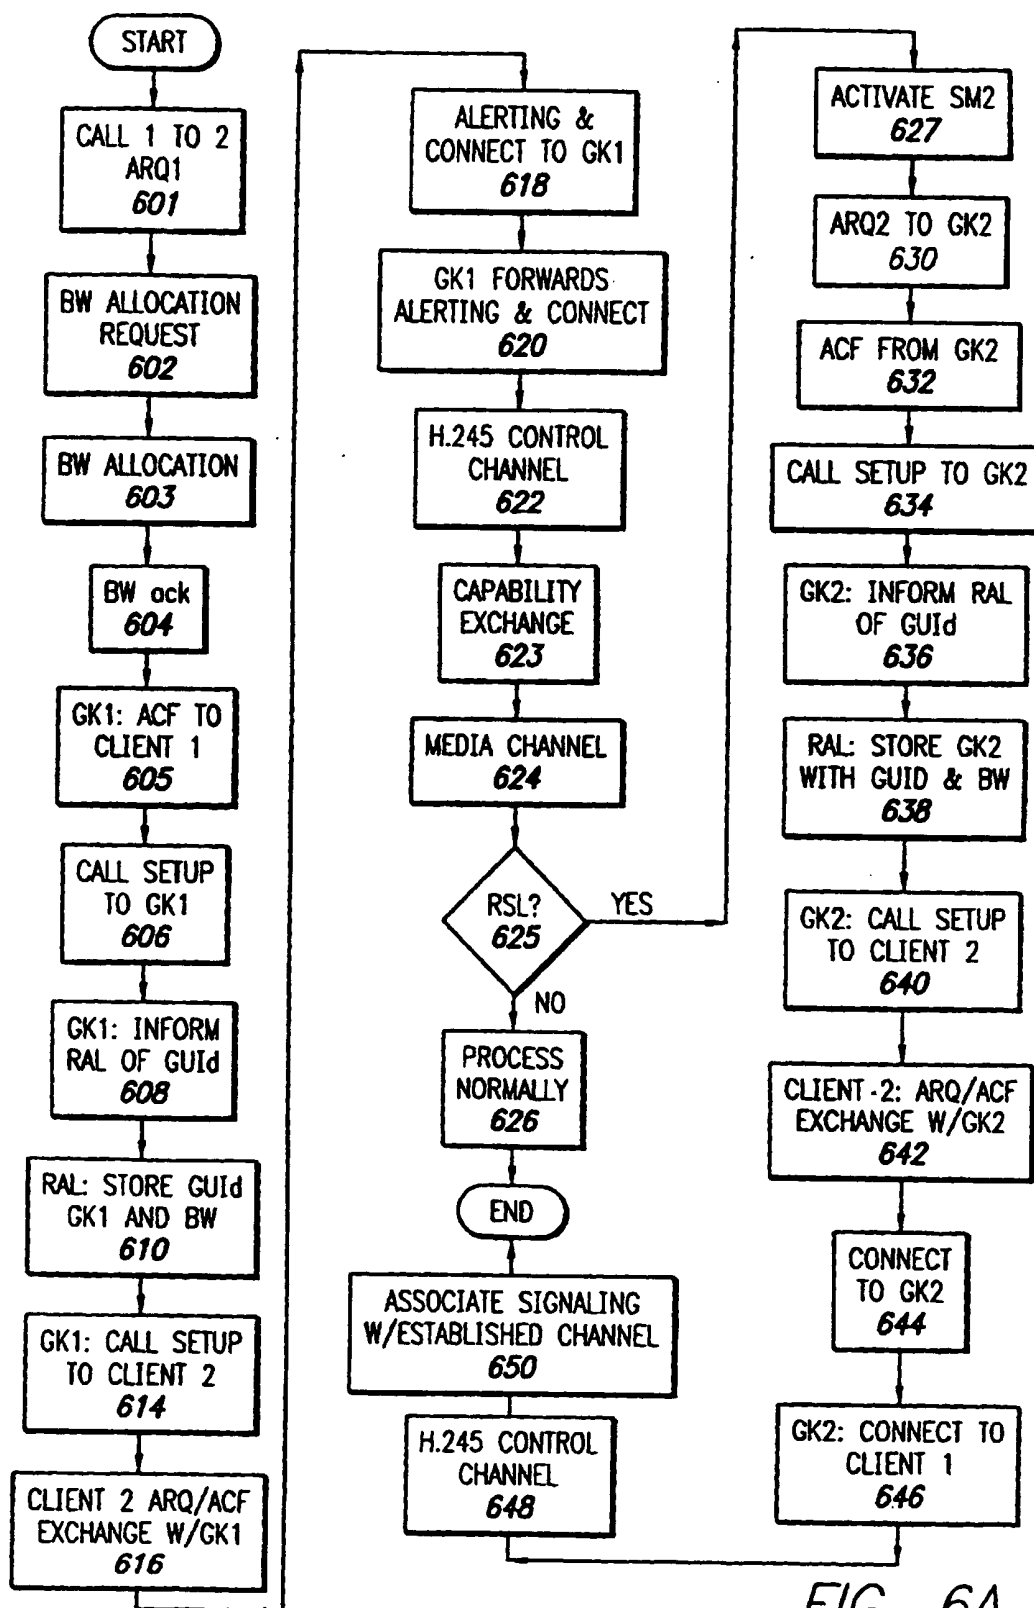 START
CALL 1 TO 2
ARQ1
601
BW ALLOCATION
REQUEST
602
BW ALLOCATION
603
BW ack
604
GK1: ACF TO
CLIENT 1
605
CALL SETUP
TO GK1
606
GK1: INFORM
RAL OF GUId
608
RAL: STORE GUId
GK1 AND BW
610
GK1: CALL SETUP
TO CLIENT 2
614
CLIENT 2 ARQ/ACF
EXCHANGE W/GK1
616
ALERTING &
CONNECT TO GK1
618
GK1 FORWARDS
ALERTING & CONNECT
620
H.245 CONTROL
CHANNEL
622
CAPABILITY
EXCHANGE
623
MEDIA CHANNEL
624
RSL?
625
YES
NO
PROCESS
NORMALLY
626
END
ASSOCIATE SIGNALING
W/ESTABLISHED CHANNEL
650
H.245 CONTROL
CHANNEL
648
ACTIVATE SM2
627
ARQ2 TO GK2
630
ACF FROM GK2
632
CALL SETUP TO GK2
634
GK2: INFORM RAL
OF GUId
636
RAL: STORE GK2
WITH GUID & BW
638
GK2: CALL SETUP
TO CLIENT 2
640
CLIENT-2: ARQ/ACF
EXCHANGE W/GK2
642
CONNECT
TO GK2
644
GK2: CONNECT TO
CLIENT 1
646
FIG. 6A